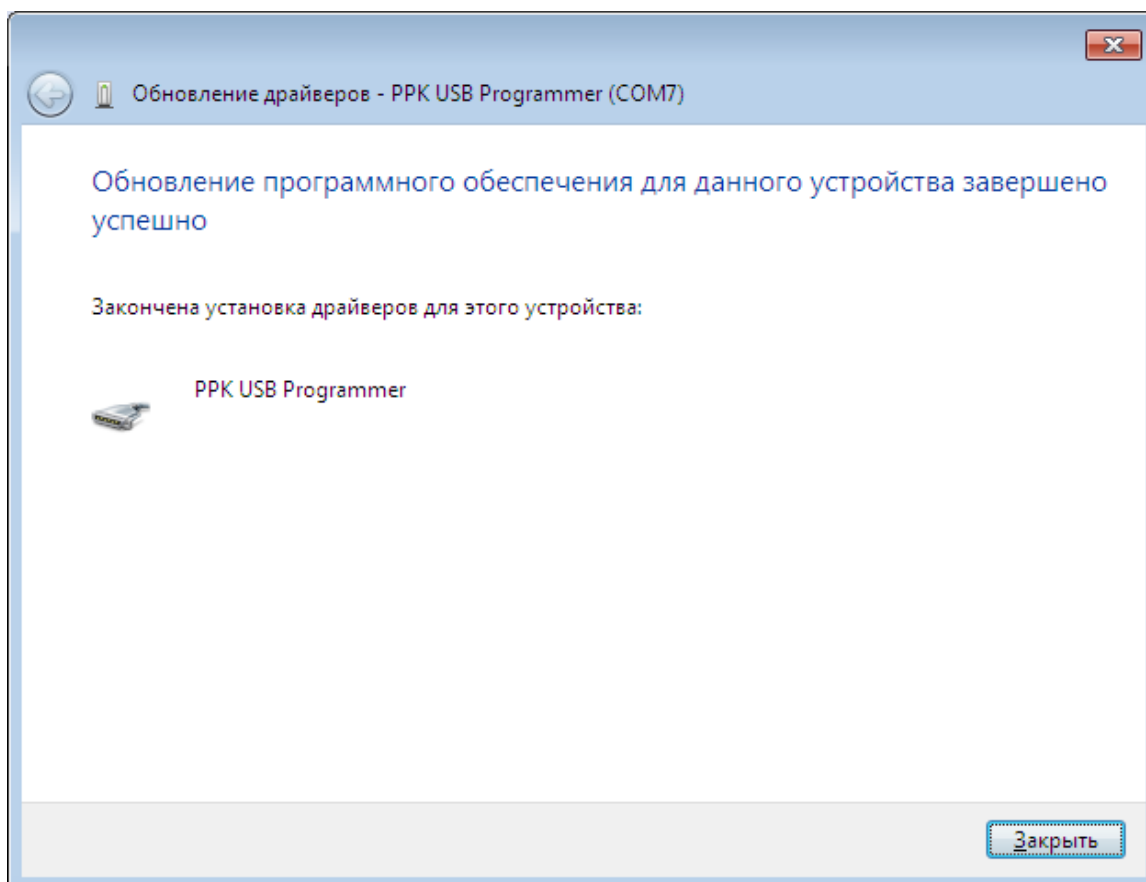 Обновление драйверов - PPK USB Programmer (COM7)
Обновление программного обеспечения для данного устройства завершено
успешно
Закончена установка драйверов для этого устройства:
PPK USB Programmer
Закрыть